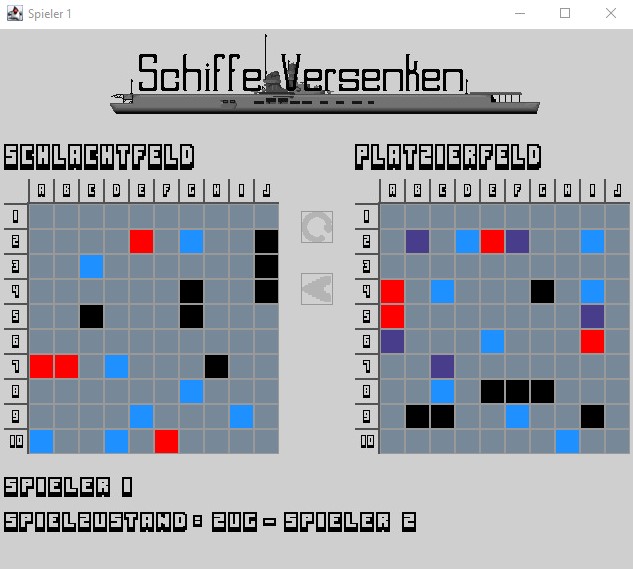 Spieler 1
Schiffe Versenken
SCHLACHTFELD
PLATZIERFELD
A B C D E F G H I J
A B C D E F G H I J
1 1
2 2
3 3
4 4
5 5
6 6
7 7
8 8
9 9
10 10
SPIELER 1
SPIELZUSTAND: ZUG - SPIELER 2